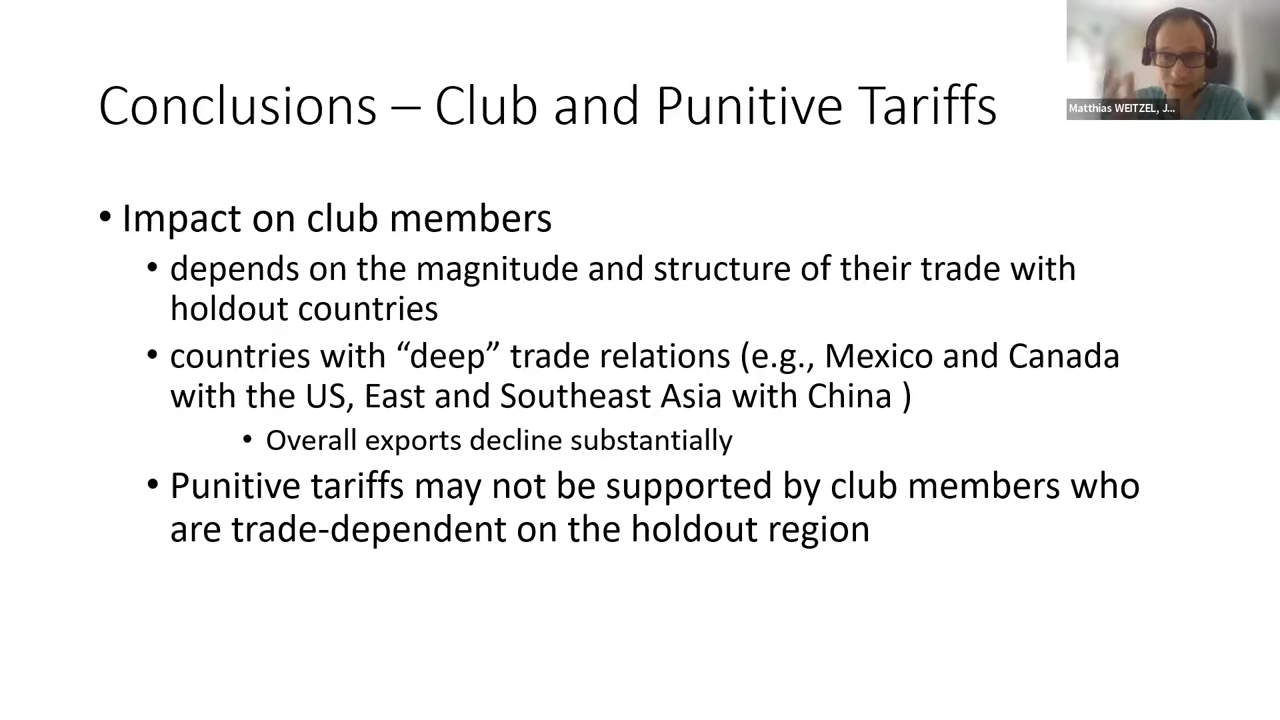 Conclusions – Club and Punitive Tariffs
Matthias WEITZEL, J...
• Impact on club members
• depends on the magnitude and structure of their trade with
holdout countries
• countries with “deep” trade relations (e.g., Mexico and Canada
with the US, East and Southeast Asia with China )
• Overall exports decline substantially
• Punitive tariffs may not be supported by club members who
are trade-dependent on the holdout region